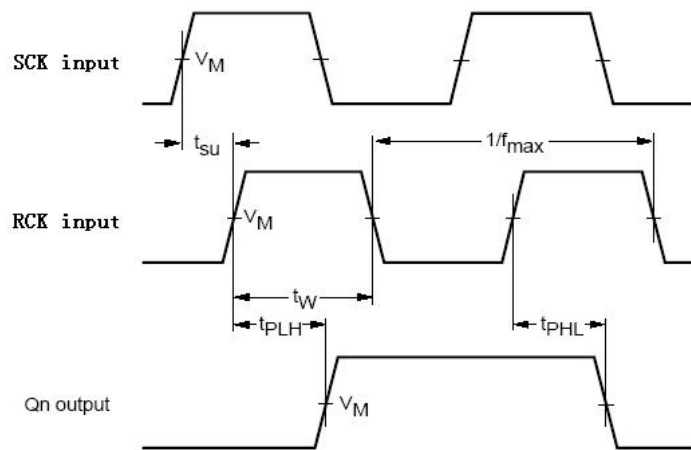 SCK input
VM
tsu
1/fmax
RCK input
VM
tW
tPLH
tPHL
Qn output
VM